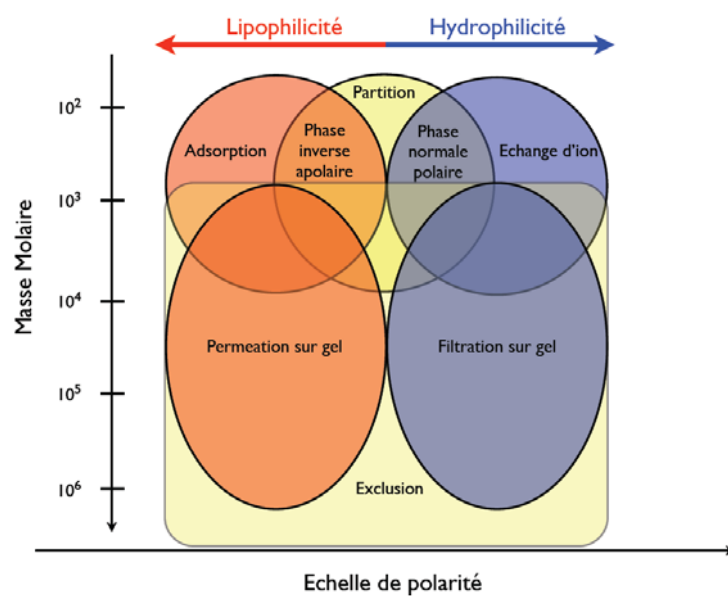 Lipophilicité
Hydrophilicité
10²
Partition
Adsorption
Phase
inverse
apolaire
Phase
normale
polaire
Echange d'ion
10³
Masse Molaire
10⁴
Permeation sur gel
Filtration sur gel
10⁵
10⁶
Exclusion
Echelle de polarité